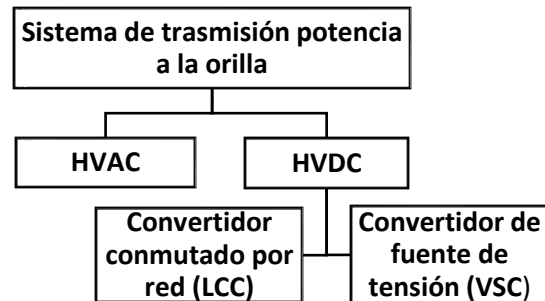 Sistema de trasmisión potencia
a la orilla
HVAC
HVDC
Convertidor
conmutado por
red (LCC)
Convertidor de
fuente de
tensión (VSC)